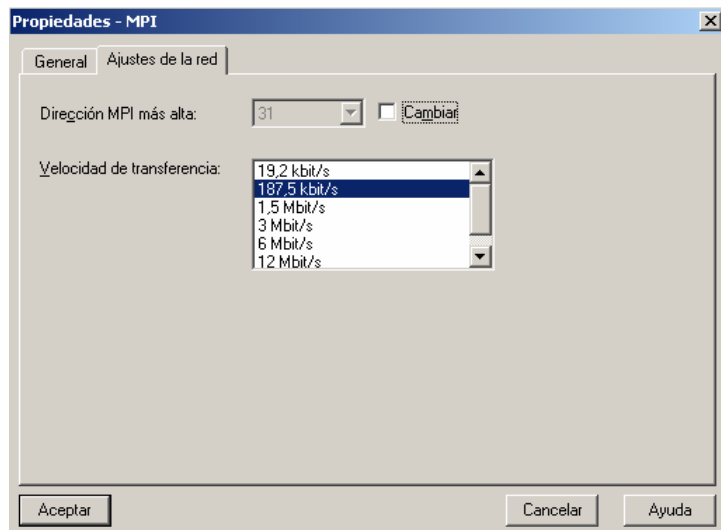 Propiedades - MPI
General
Ajustes de la red
Dirección MPI más alta:
31
Cambiar
Velocidad de transferencia:
19,2 kbit/s
187,5 kbit/s
1,5 Mbit/s
3 Mbit/s
6 Mbit/s
12 Mbit/s
Aceptar
Cancelar
Ayuda